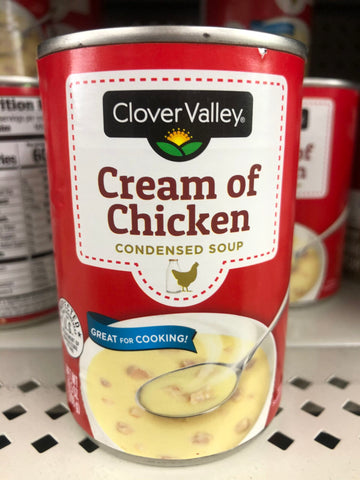 Clover Valley®
Cream of
Chicken
CONDENSED SOUP
GREAT FOR COOKING!